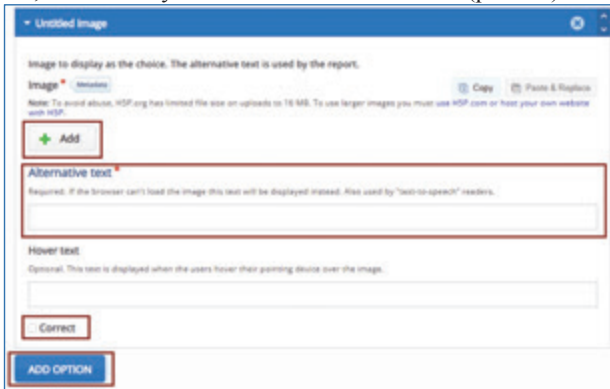 Untitled Image
Image to display as the choice. The alternative text is used by the report.
Image * Metadata Copy Paste & Replace
Note: To avoid abuse, H5P.org has limited file size on uploads to 16 MB. To use larger images you must use H5P.com or host your own website
with H5P.
+ Add
Alternative text *
Required. If the browser can't load the image this text will be displayed instead. Also used by "text-to-speech" readers.
Hover text
Optional. This text is displayed when the users hover their pointing device over the image.
Correct
ADD OPTION